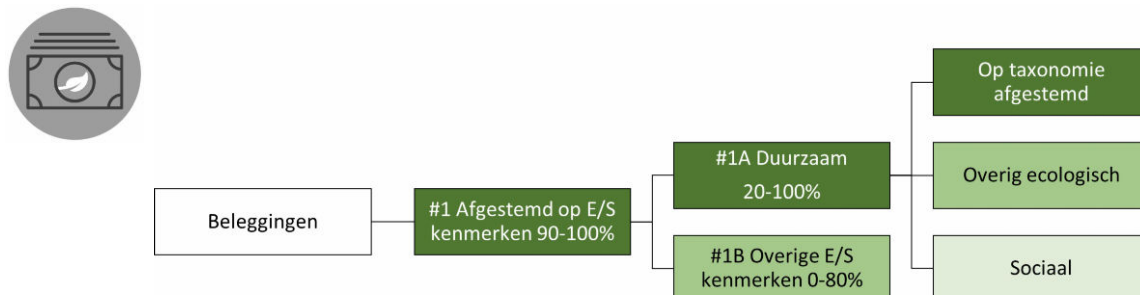 Beleggingen
#1 Afgestemd op E/S
kenmerken 90-100%
#1A Duurzaam
20-100%
#1B Overige E/S
kenmerken 0-80%
Op taxonomie
afgestemd
Overig ecologisch
Sociaal